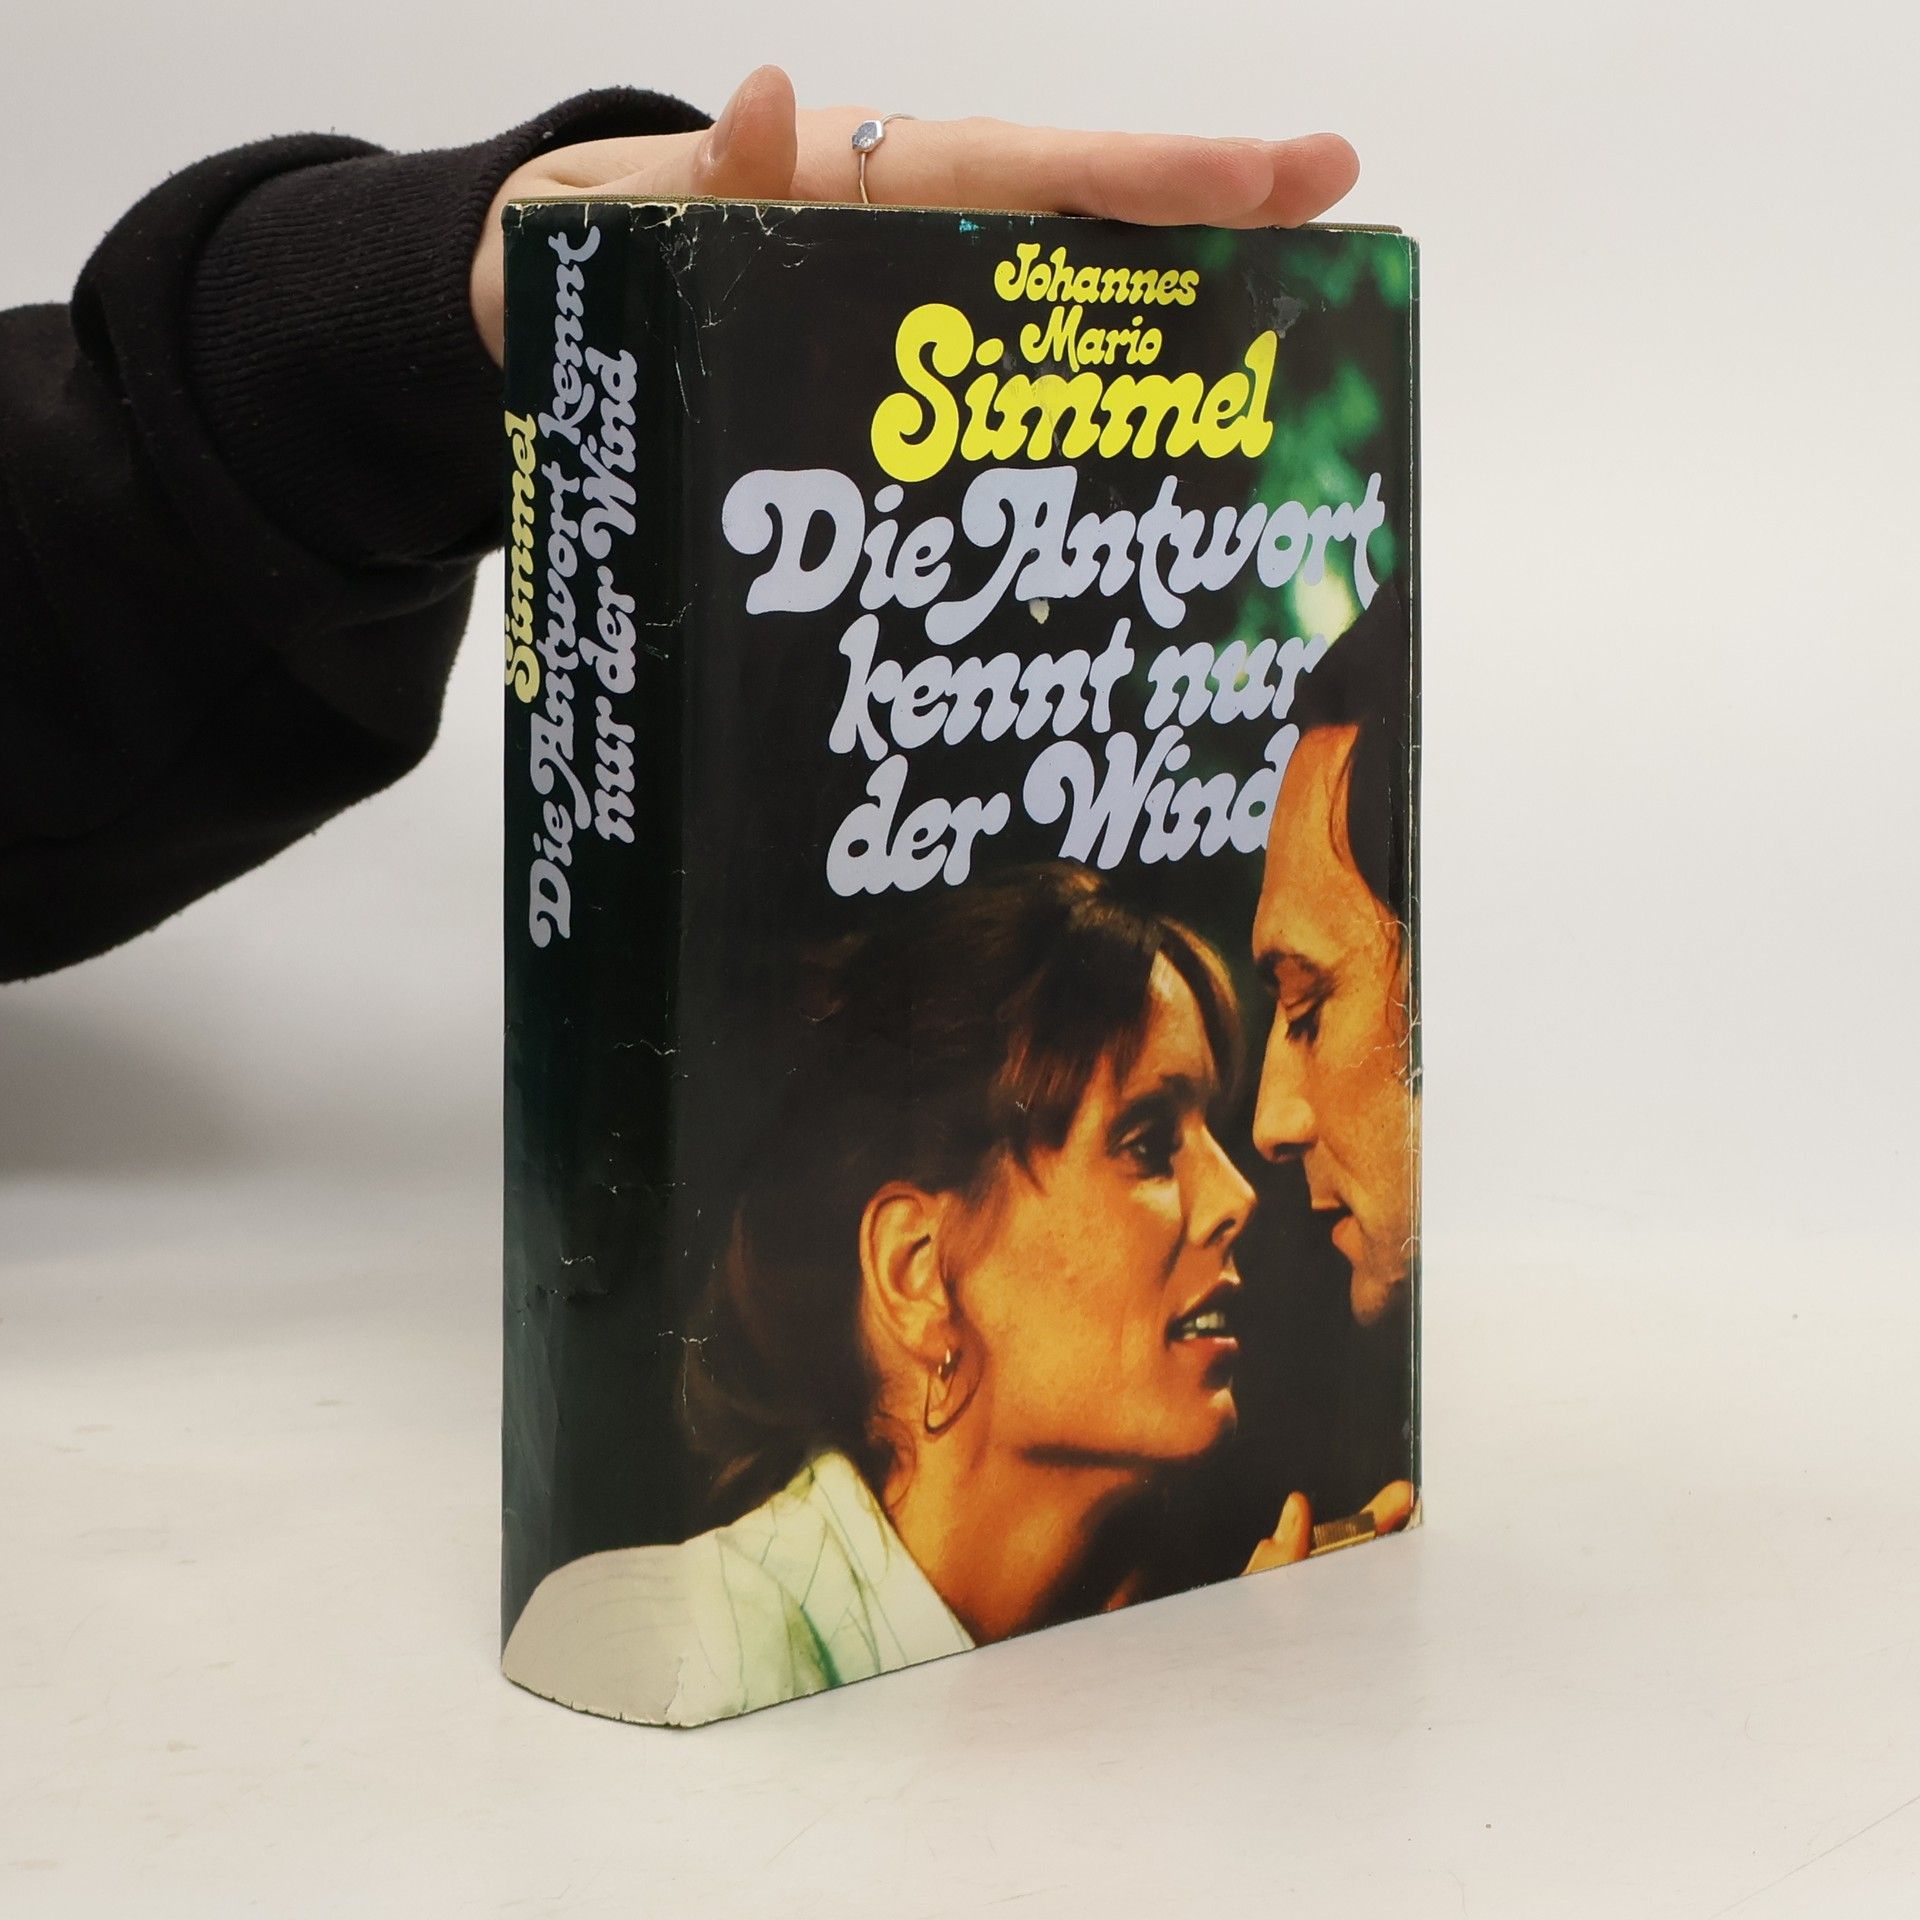 Simmel
Die Antwort kennt
nur der Wind
Johannes
Mario
Simmel
Die Antwort
kennt nur
der Wind